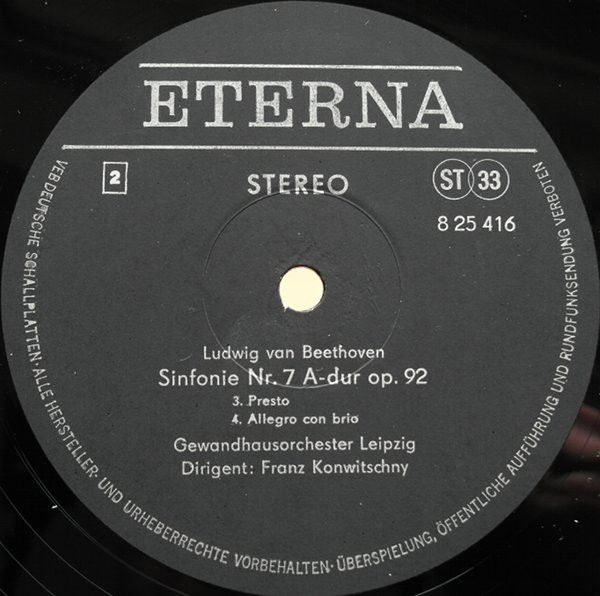 ETERNA
2
STEREO
ST 33
8 25 416
Ludwig van Beethoven
Sinfonie Nr. 7 A-dur op. 92
3. Presto
4. Allegro con brio
Gewandhausorchester Leipzig
Dirigent: Franz Konwitschny
VEB DEUTSCHE SCHALLPLATTEN · ALLE HERSTELLER- UND URHEBERRECHTE VORBEHALTEN · ÜBERSPIELUNG, ÖFFENTLICHE AUFFÜHRUNG UND RUNDFUNKSENDUNG VERBOTEN